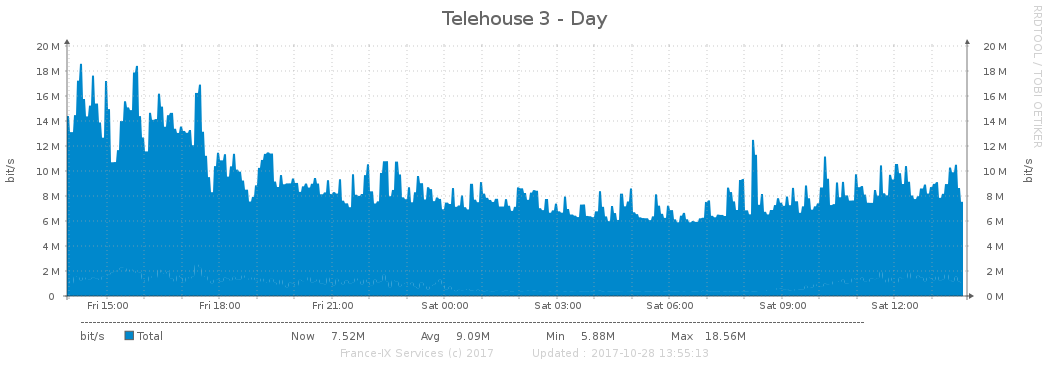 Telehouse 3 - Day
RRDTOOL / TOBI OETIKER
bit/s
20 M 20 M
18 M 18 M
16 M 16 M
14 M 14 M
12 M 12 M
10 M 10 M
8 M 8 M
6 M 6 M
4 M 4 M
2 M 2 M
0 0 M
bit/s
Fri 15:00 Fri 18:00 Fri 21:00 Sat 00:00 Sat 03:00 Sat 06:00 Sat 09:00 Sat 12:00
bit/s Total Now 7.52M Avg 9.09M Min 5.88M Max 18.56M
France-IX Services (c) 2017 Updated : 2017-10-28 13:55:13